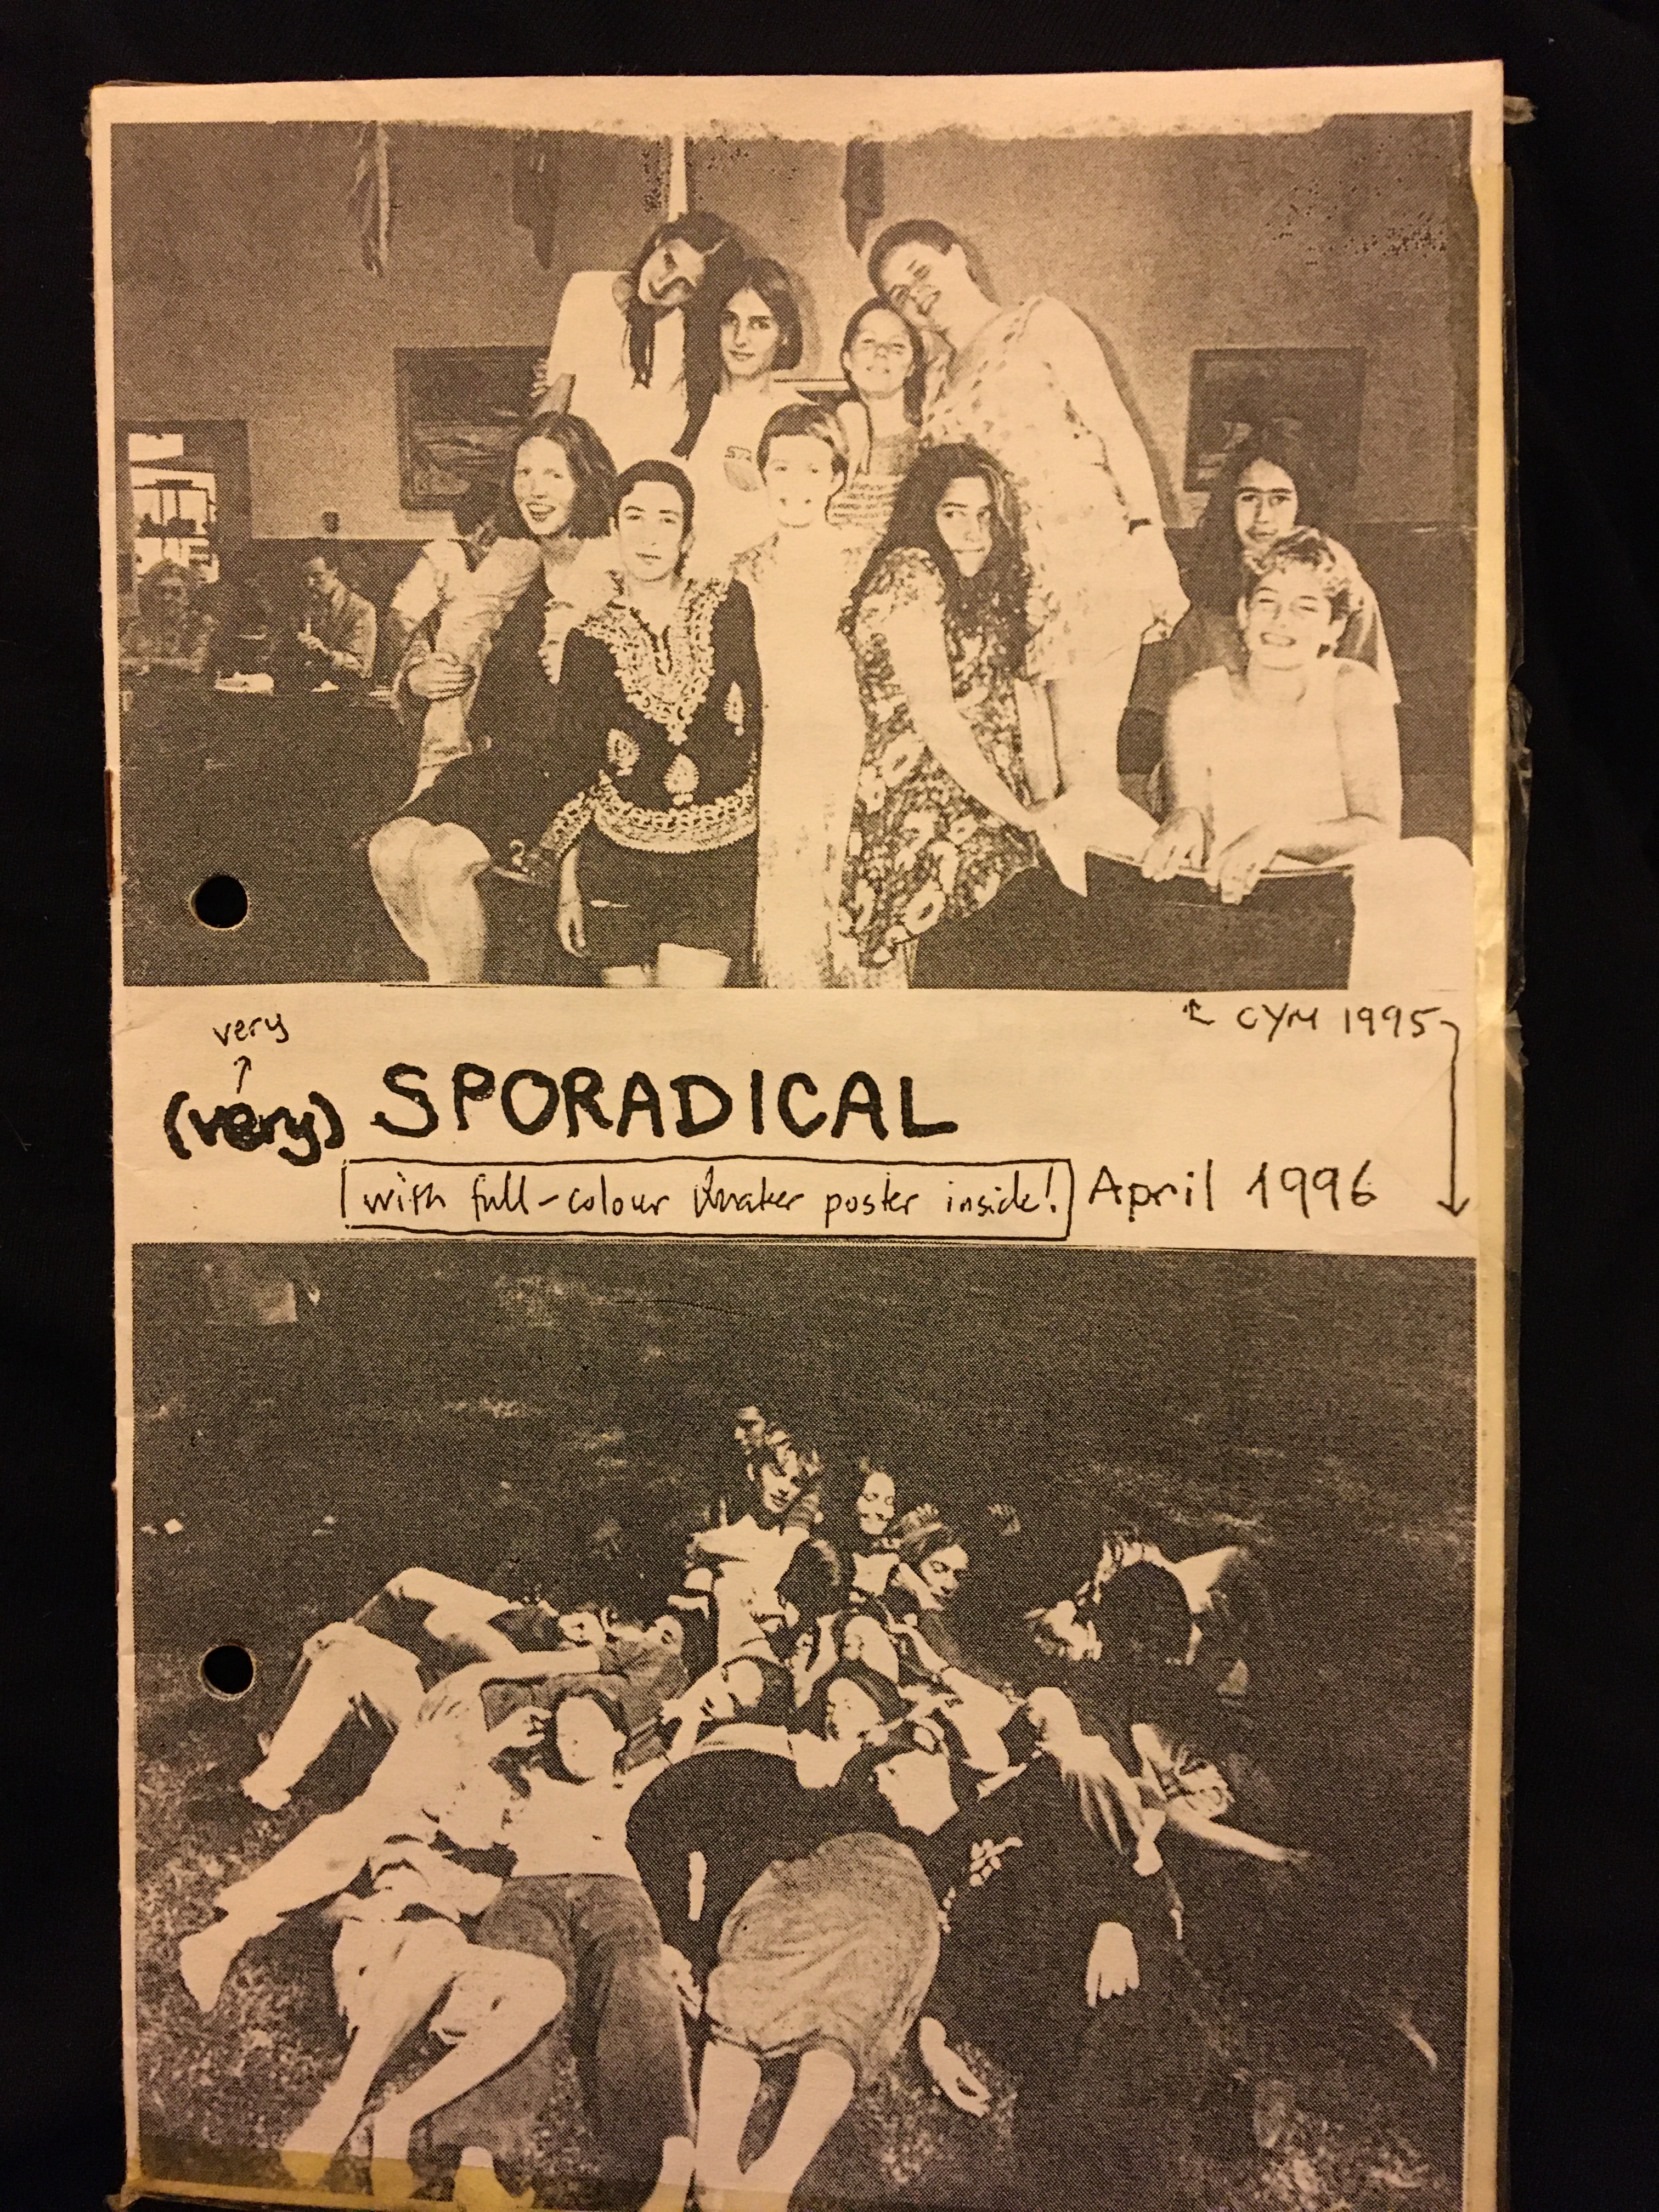 ↑ CYM 1995
very
↑
(very) SPORADICAL
with full-colour Quaker poster inside! April 1996